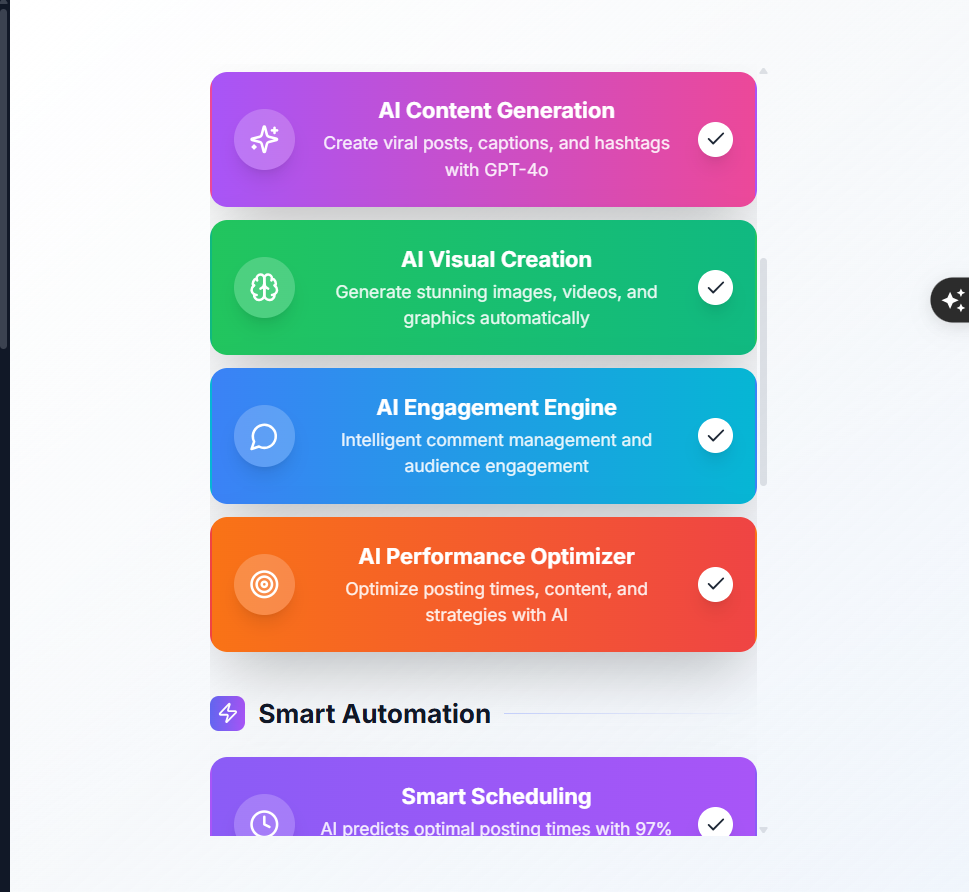 AI Content Generation
Create viral posts, captions, and hashtags
with GPT-4o
AI Visual Creation
Generate stunning images, videos, and
graphics automatically
AI Engagement Engine
Intelligent comment management and
audience engagement
AI Performance Optimizer
Optimize posting times, content, and
strategies with AI
Smart Automation
Smart Scheduling
AI predicts optimal posting times with 97%